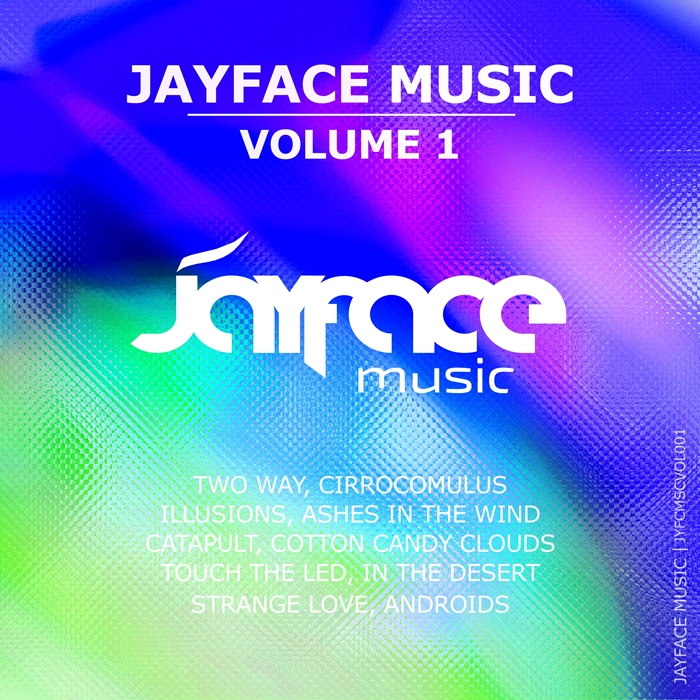 JAYFACE MUSIC
VOLUME 1
jayface
music
TWO WAY, CIRROCOMULUS
ILLUSIONS, ASHES IN THE WIND
CATAPULT, COTTON CANDY CLOUDS
TOUCH THE LED, IN THE DESERT
STRANGE LOVE, ANDROIDS
JAYFACE MUSIC | JYFCMSCVOL001